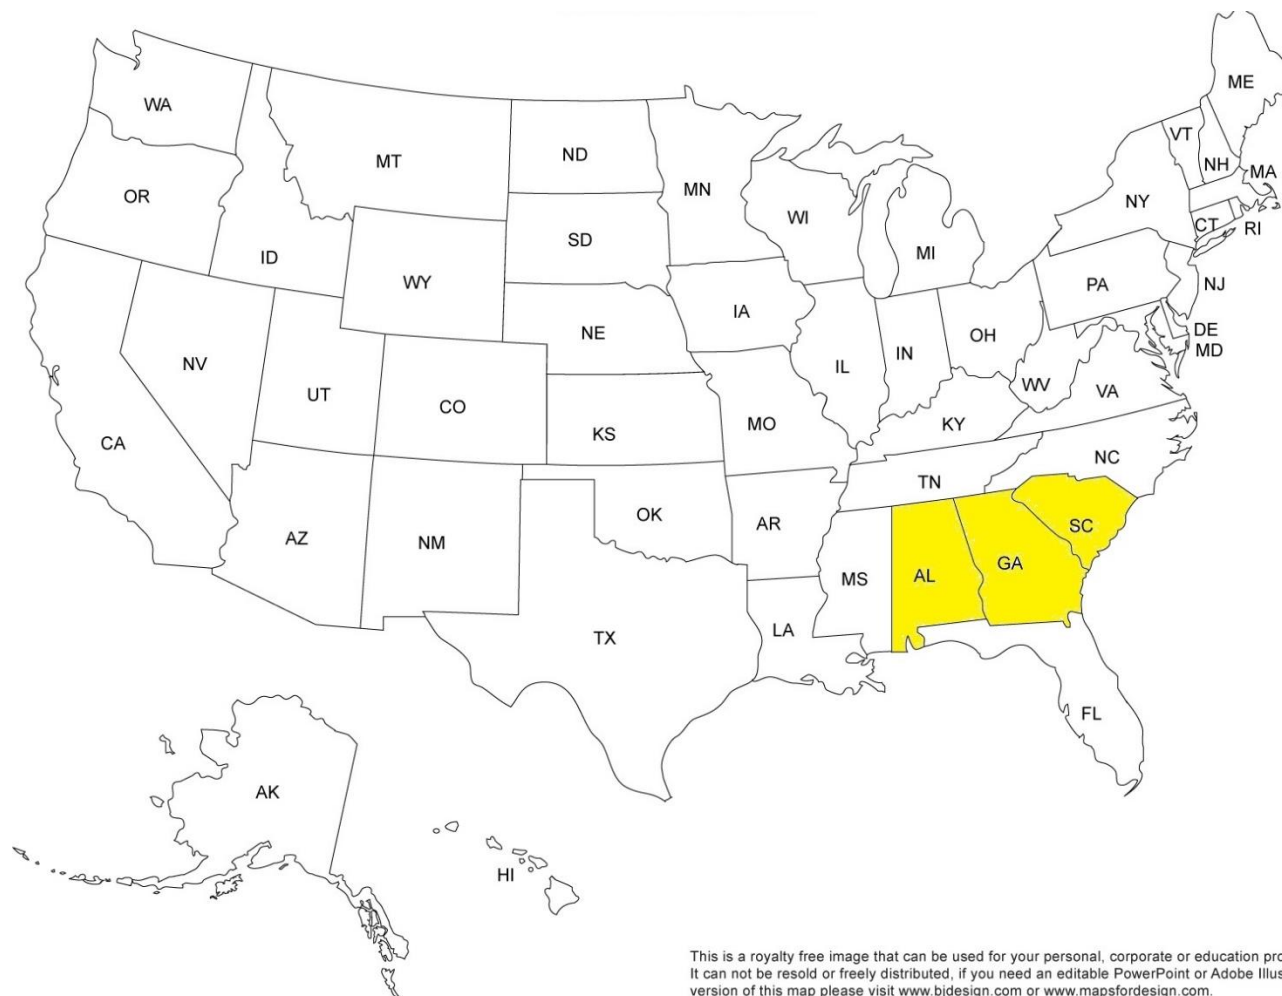 ME
WA
VT
MT
ND
NH
MA
MN
OR
NY
WI
SD
CT
RI
MI
ID
WY
PA
NJ
IA
NE
DE
OH
MD
IN
NV
IL
UT
WV
VA
CO
KY
MO
KS
CA
NC
TN
OK
AR
SC
AZ
NM
GA
MS
AL
LA
TX
FL
AK
HI
This is a royalty free image that can be used for your personal, corporate or education pro
It can not be resold or freely distributed, if you need an editable PowerPoint or Adobe Illus
version of this map please visit www.bjdesign.com or www.mapsfordesign.com.